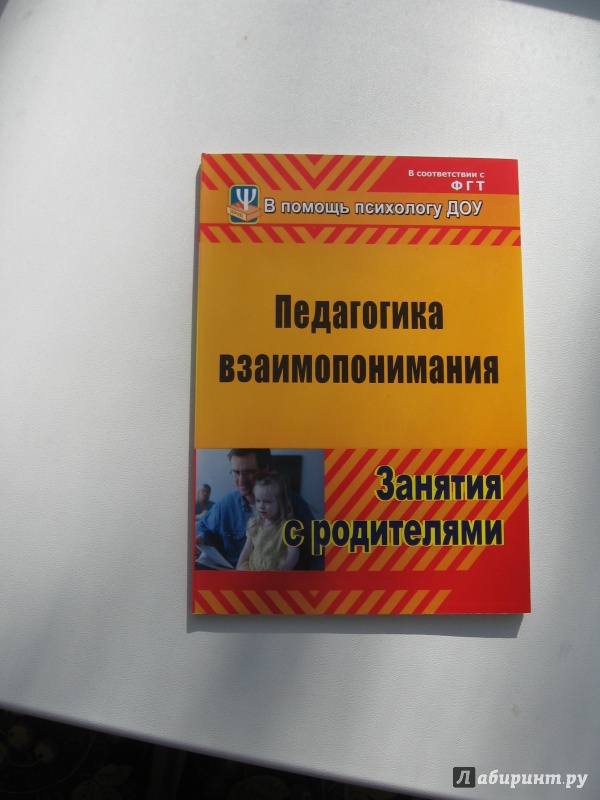 В соответствии с
ФГТ
В помощь психологу ДОУ
Педагогика
взаимопонимания
Занятия
с родителями
Лабиринт.ру